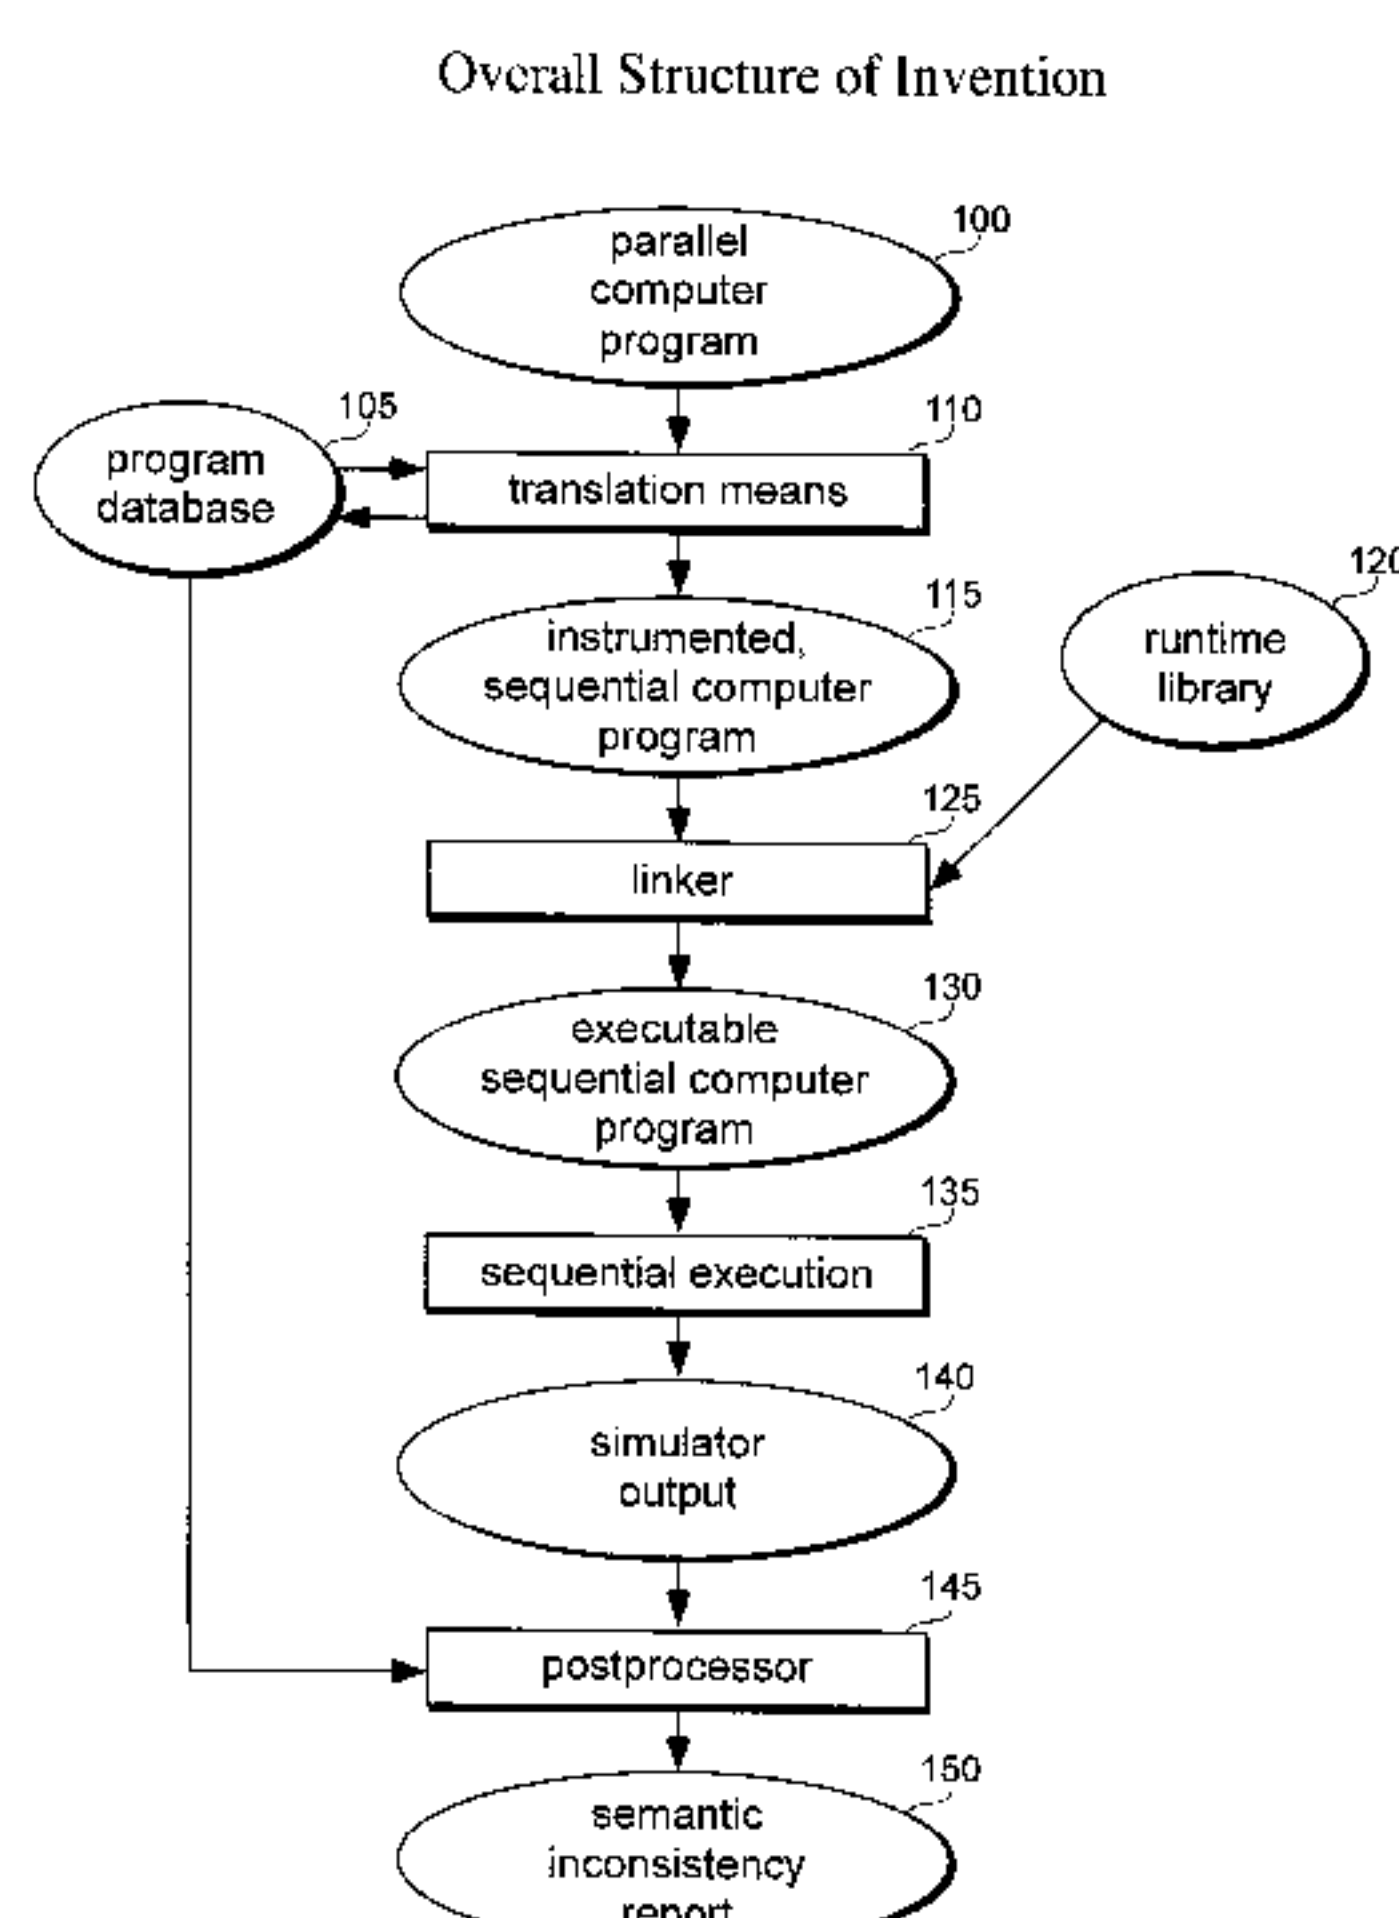 Overall Structure of Invention
100
parallel
computer
program
105
110
program
database
translation means
120
115
instrumented,
sequential computer
program
runtime
library
125
linker
130
executable
sequential computer
program
135
sequential execution
140
simulator
output
145
postprocessor
150
semantic
inconsistency
report